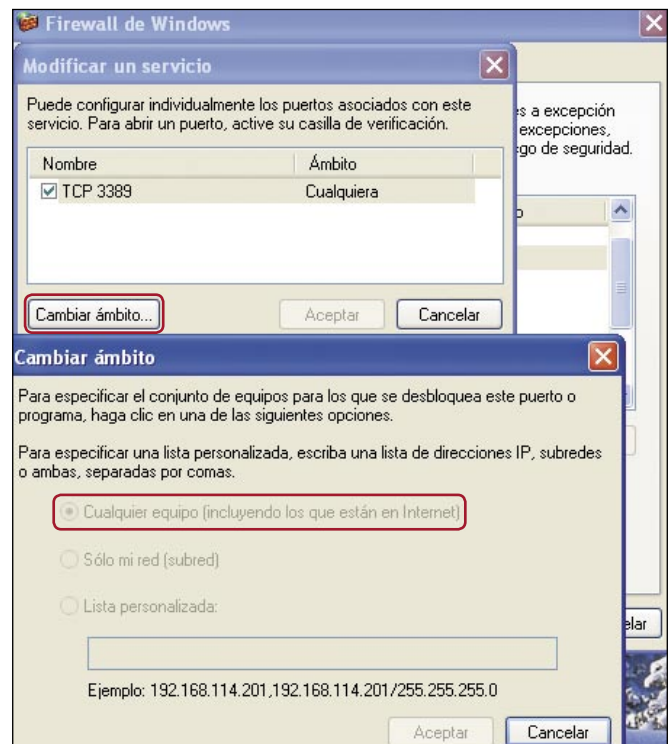 Firewall de Windows
Modificar un servicio
Puede configurar individualmente los puertos asociados con este
servicio. Para abrir un puerto, active su casilla de verificación.
s a excepción
excepciones,
go de seguridad.
Nombre
Ámbito
TCP 3389
Cualquiera
Cambiar ámbito...
Aceptar
Cancelar
Cambiar ámbito
Para especificar el conjunto de equipos para los que se desbloquea este puerto o
programa, haga clic en una de las siguientes opciones.
Para especificar una lista personalizada, escriba una lista de direcciones IP, subredes
o ambas, separadas por comas.
Cualquier equipo (incluyendo los que están en Internet)
Sólo mi red (subred)
Lista personalizada:
elar
Ejemplo: 192.168.114.201,192.168.114.201/255.255.255.0
Aceptar
Cancelar